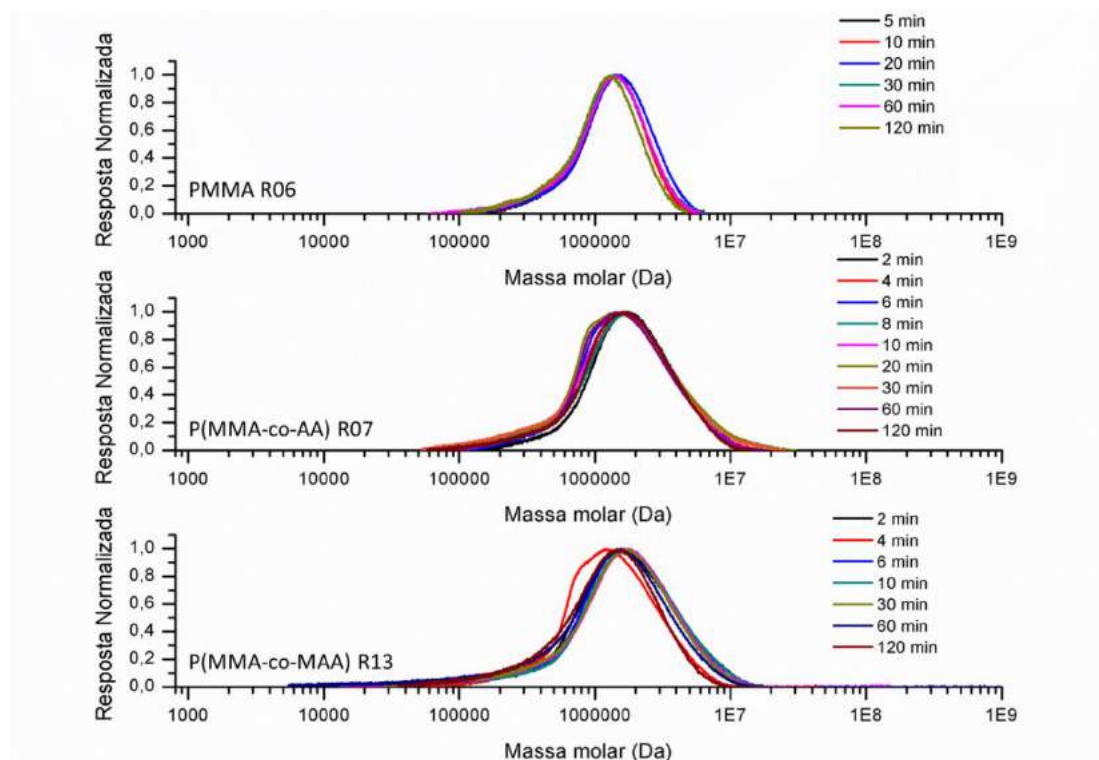 5 min
10 min
20 min
30 min
60 min
120 min
Resposta Normalizada
1,0
0,8
0,6
0,4
0,2
0,0
PMMA R06
1000 10000 100000 1000000 1E7 1E8 1E9
Massa molar (Da)
2 min
4 min
6 min
8 min
10 min
20 min
30 min
60 min
120 min
Resposta Normalizada
1,0
0,8
0,6
0,4
0,2
0,0
P(MMA-co-AA) R07
1000 10000 100000 1000000 1E7 1E8 1E9
Massa molar (Da)
2 min
4 min
6 min
10 min
30 min
60 min
120 min
Resposta Normalizada
1,0
0,8
0,6
0,4
0,2
0,0
P(MMA-co-MAA) R13
1000 10000 100000 1000000 1E7 1E8 1E9
Massa molar (Da)